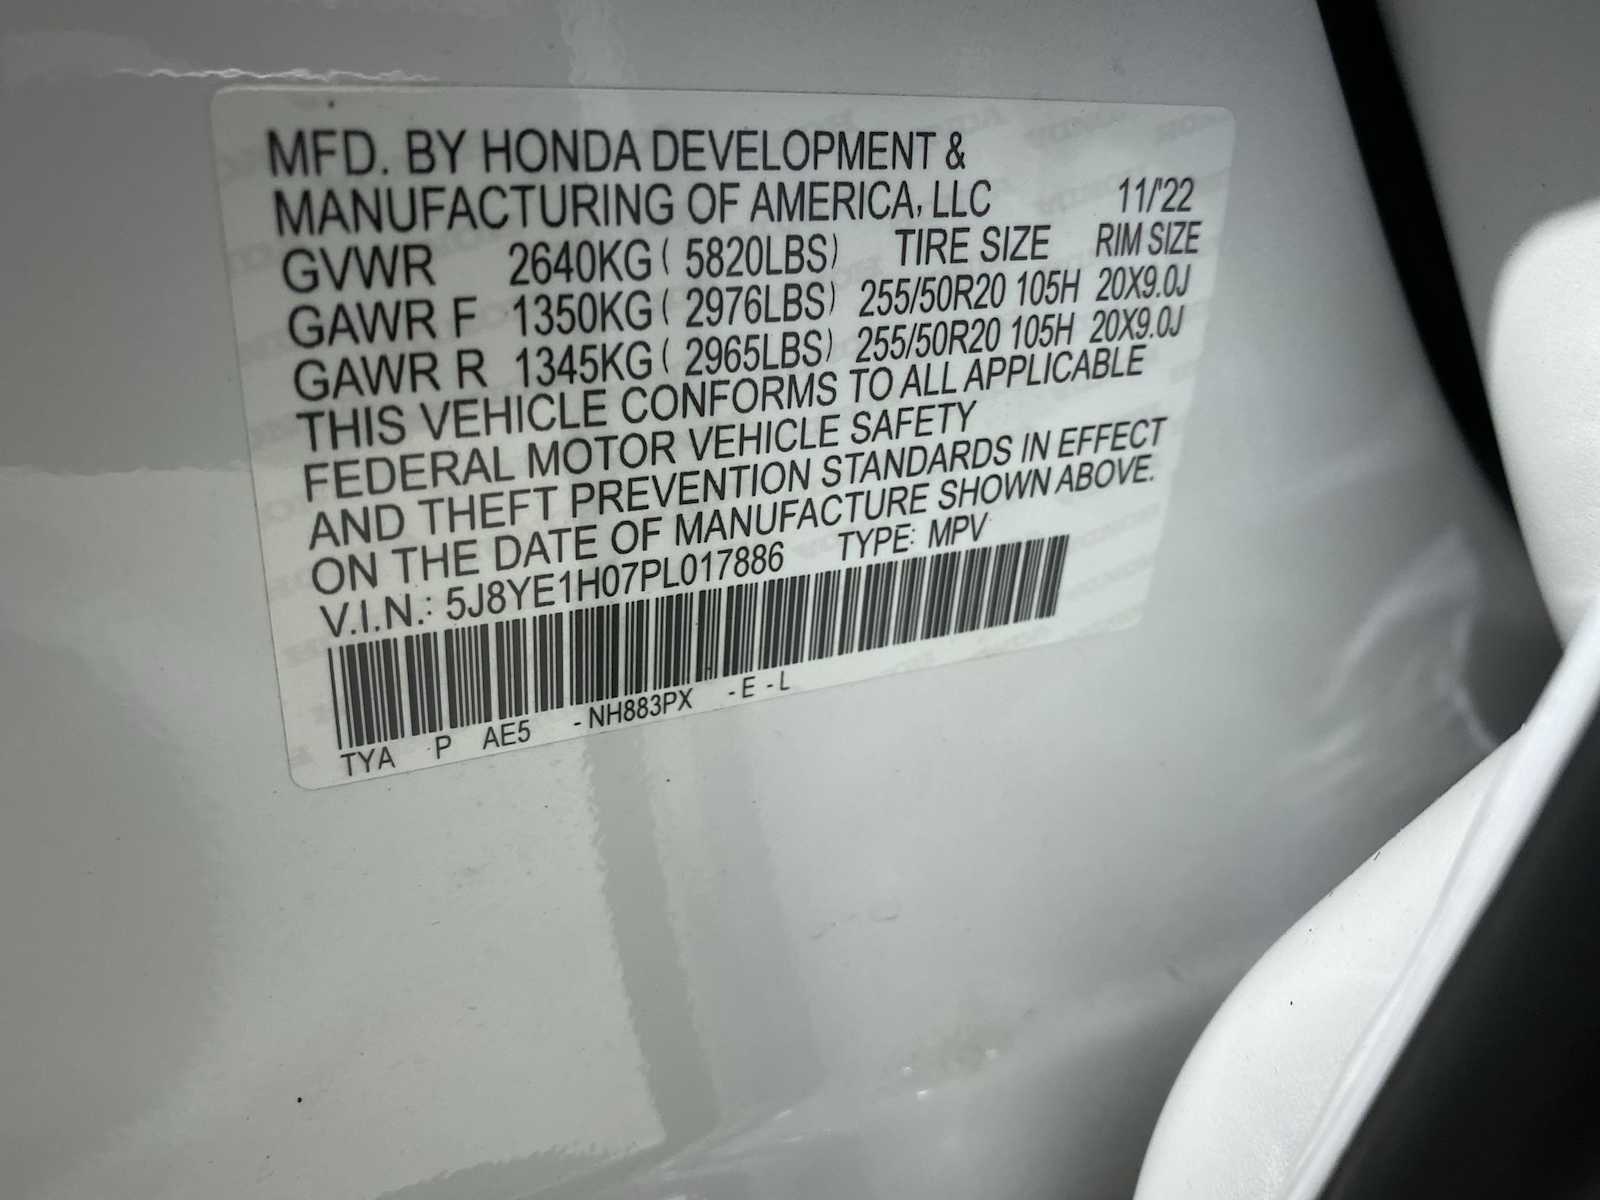 MFD. BY HONDA DEVELOPMENT &
MANUFACTURING OF AMERICA, LLC 11/'22
GVWR 2640KG ( 5820LBS) TIRE SIZE RIM SIZE
GAWR F 1350KG ( 2976LBS) 255/50R20 105H 20X9.0J
GAWR R 1345KG ( 2965LBS) 255/50R20 105H 20X9.0J
THIS VEHICLE CONFORMS TO ALL APPLICABLE
FEDERAL MOTOR VEHICLE SAFETY
AND THEFT PREVENTION STANDARDS IN EFFECT
ON THE DATE OF MANUFACTURE SHOWN ABOVE.
V.I.N.: 5J8YE1H07PL017886 TYPE: MPV
TYA P AE5 -NH883PX -E -L